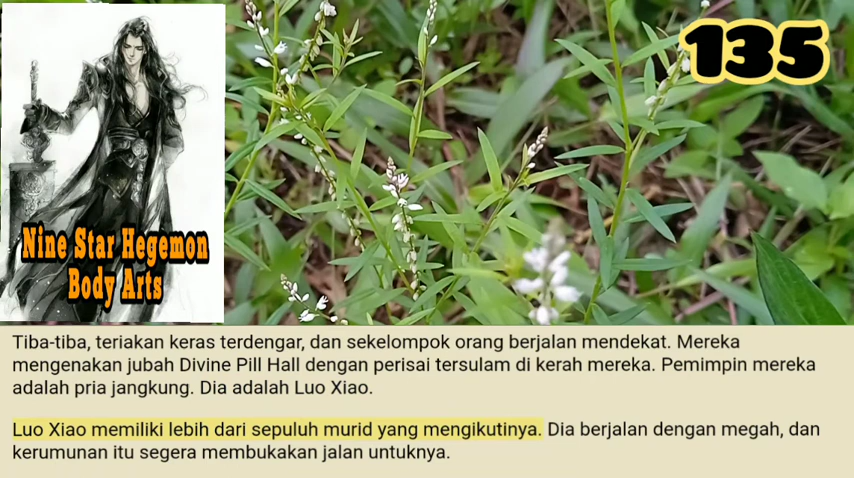 135
Nine Star Hegemon
Body Arts
Tiba-tiba, teriakan keras terdengar, dan sekelompok orang berjalan mendekat. Mereka
mengenakan jubah Divine Pill Hall dengan perisai tersulam di kerah mereka. Pemimpin mereka
adalah pria jangkung. Dia adalah Luo Xiao.
Luo Xiao memiliki lebih dari sepuluh murid yang mengikutinya. Dia berjalan dengan megah, dan
kerumunan itu segera membukakan jalan untuknya.